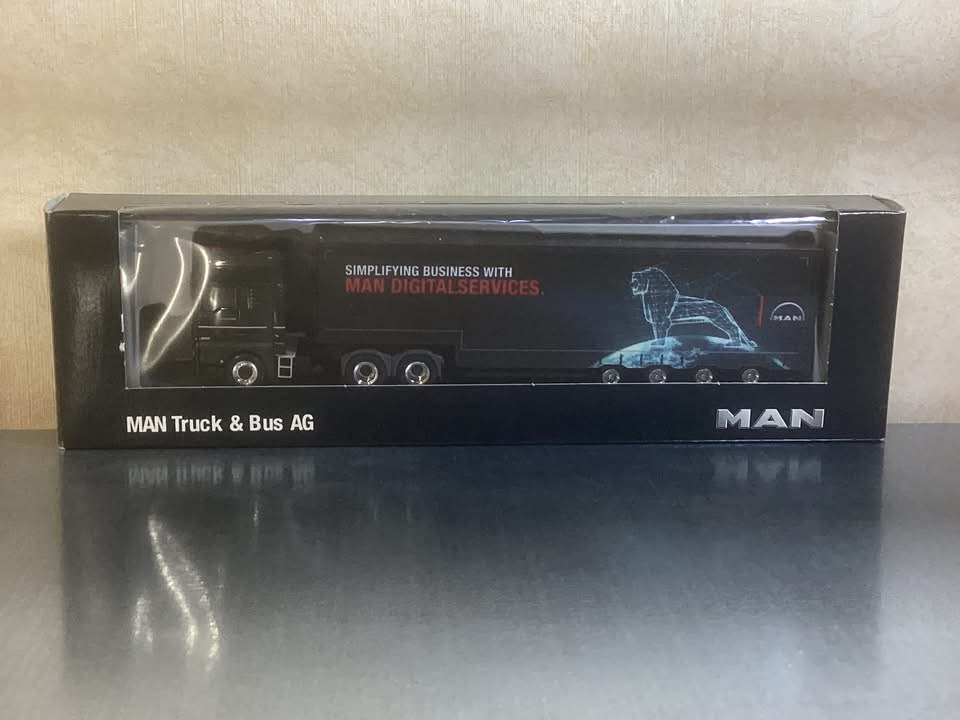 SIMPLIFYING BUSINESS WITH
MAN DIGITALSERVICES.
MAN
MAN Truck & Bus AG
MAN